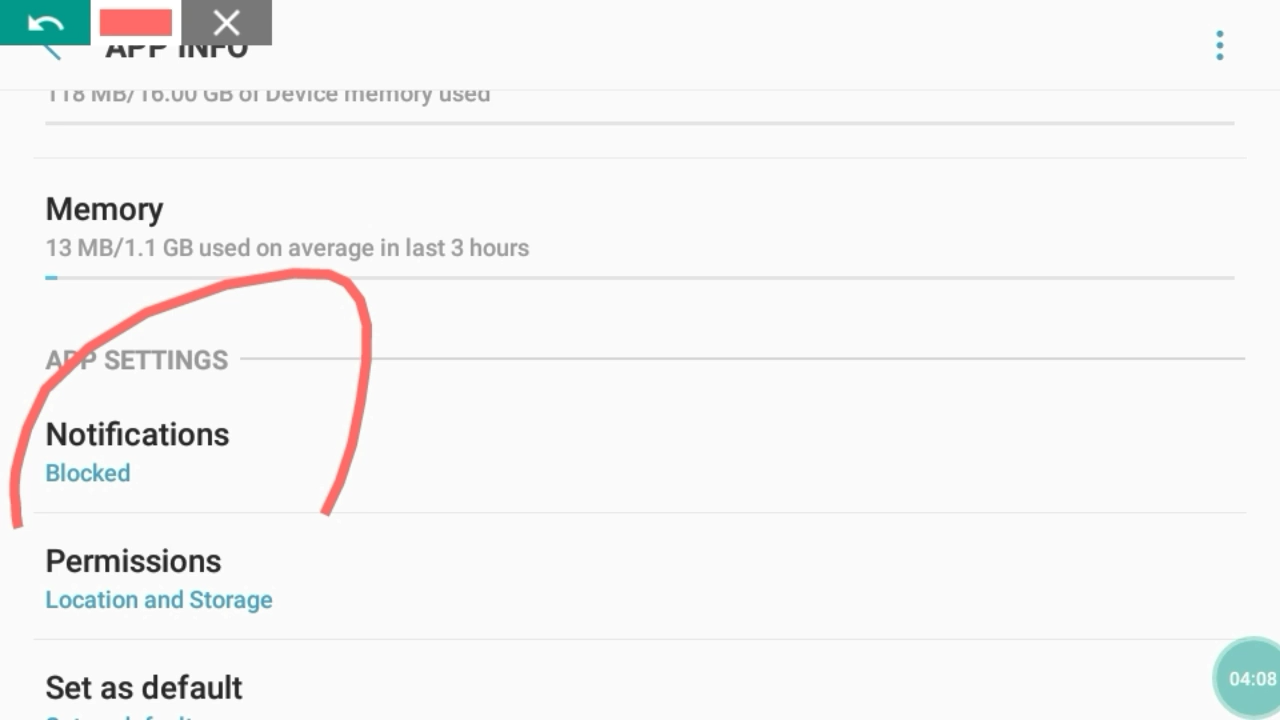 APP INFO
118 MB/16.00 GB of Device memory used
Memory
13 MB/1.1 GB used on average in last 3 hours
APP SETTINGS
Notifications
Blocked
Permissions
Location and Storage
Set as default
04:08